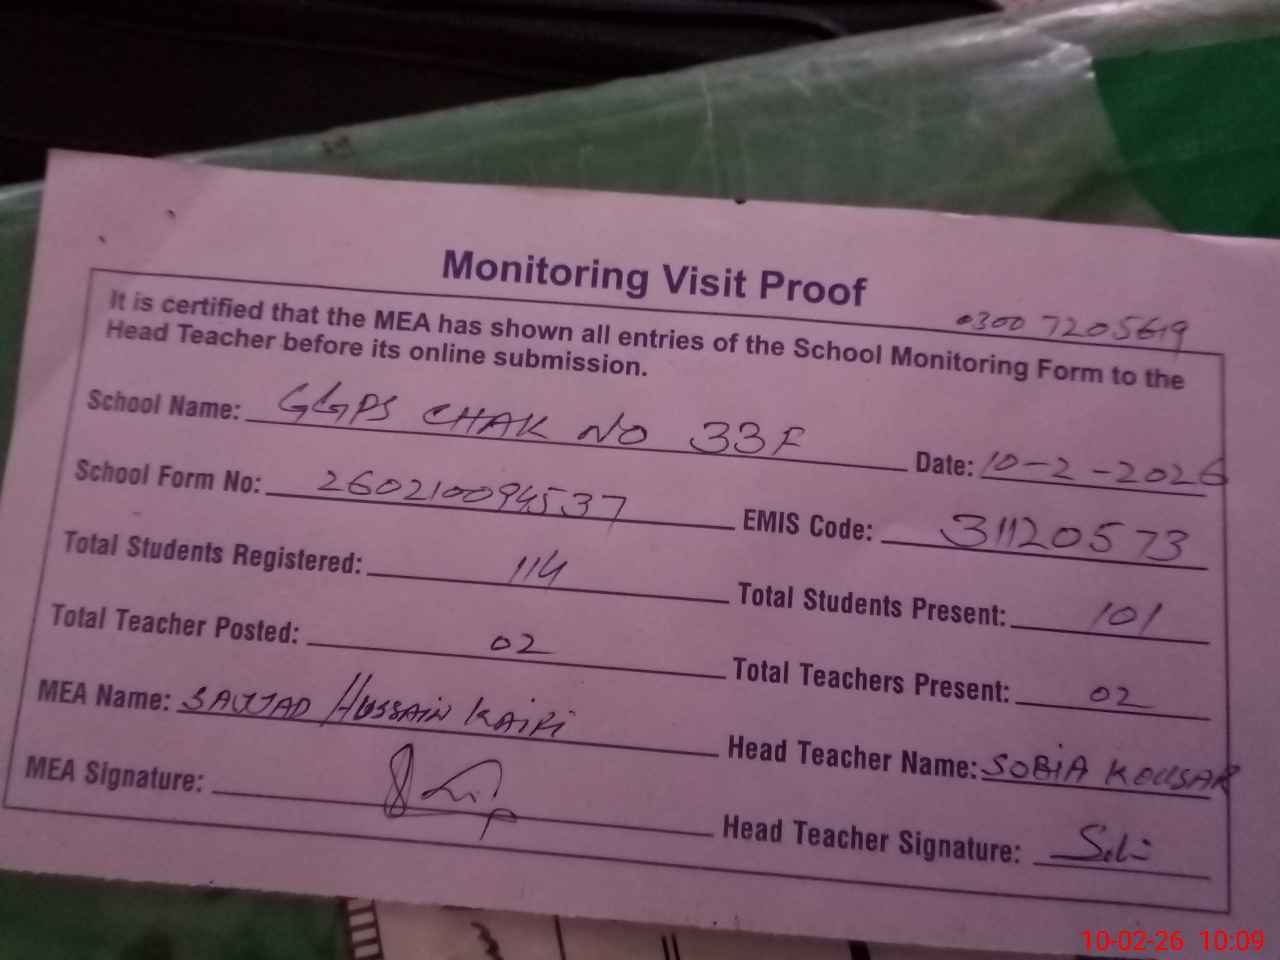 Monitoring Visit Proof
0300 7205619
It is certified that the MEA has shown all entries of the School Monitoring Form to the
Head Teacher before its online submission.
School Name: GGPS CHAK NO 33F Date: 10-2-2026
School Form No: 260210094537 EMIS Code: 31120573
Total Students Registered: 114 Total Students Present: 101
Total Teacher Posted: 02 Total Teachers Present: 02
MEA Name: SAJJAD HUSSAIN Head Teacher Name: SOBIA KOUSAR
MEA Signature: Head Teacher Signature:
10-02-26 10:09